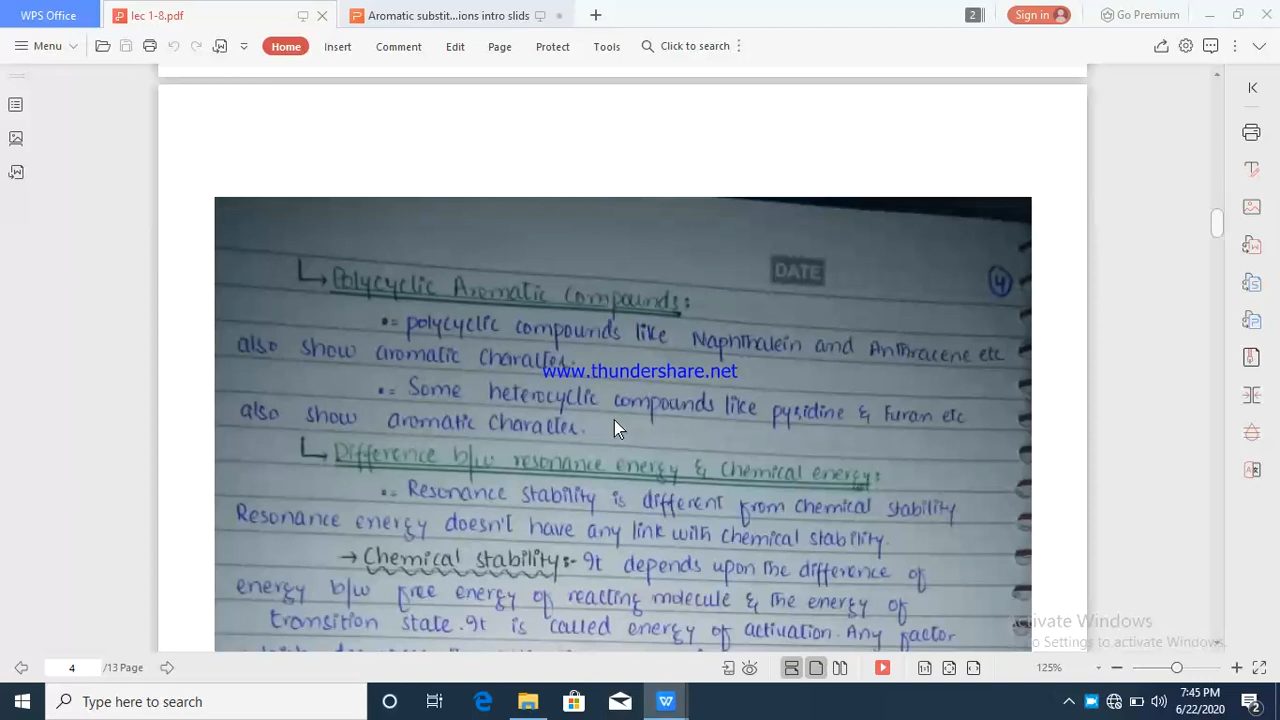 WPS Office
lec 1-8.pdf
Aromatic substit...ions intro slids
2
Sign in
Go Premium
Menu
Home
Insert
Comment
Edit
Page
Protect
Tools
Click to search
DATE
4
Polycyclic Aromatic compounds:
polycyclic compounds like Naphthalein and Anthracene etc
also show aromatic character.
www.thundershare.net
Some heterocyclic compounds like pyridine & Furan etc
also show aromatic character.
Difference b/w resonance energy & chemical energy:
Resonance stability is different from chemical stability
Resonance energy doesn't have any link with chemical stability.
→ Chemical stability:- It depends upon the difference of
energy b/w free energy of reacting molecule & the energy of
transition state. It is called energy of activation. Any factor
Activate Windows
Go to Settings to activate Windows.
4
/13 Page
125%
Type here to search
7:45 PM
6/22/2020
2